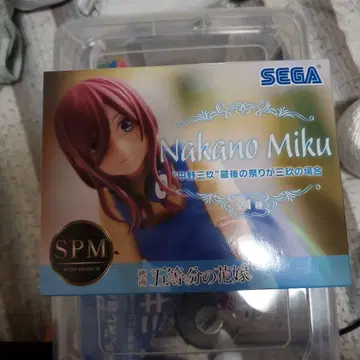 SEGA
Nakano Miku
"中野三玖"最後の祭りが三玖の場合
SPM
映画 五等分の花嫁